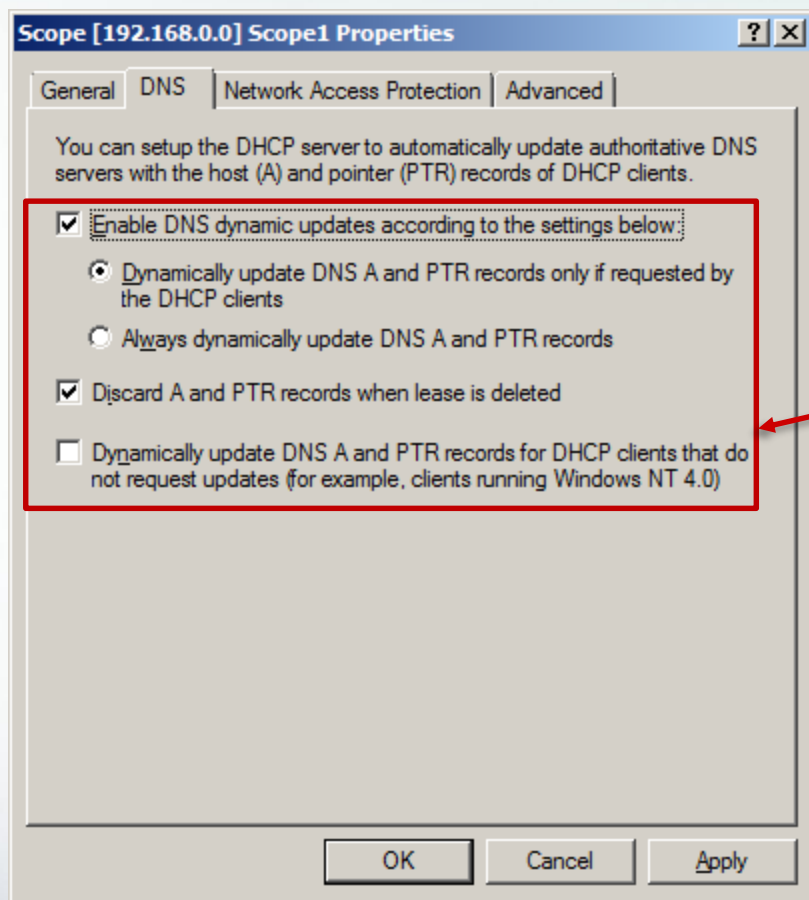 Scope [192.168.0.0] Scope1 Properties
General DNS Network Access Protection Advanced
You can setup the DHCP server to automatically update authoritative DNS
servers with the host (A) and pointer (PTR) records of DHCP clients.
Enable DNS dynamic updates according to the settings below:
Dynamically update DNS A and PTR records only if requested by
the DHCP clients
Always dynamically update DNS A and PTR records
Discard A and PTR records when lease is deleted
Dynamically update DNS A and PTR records for DHCP clients that do
not request updates (for example, clients running Windows NT 4.0)
OK Cancel Apply